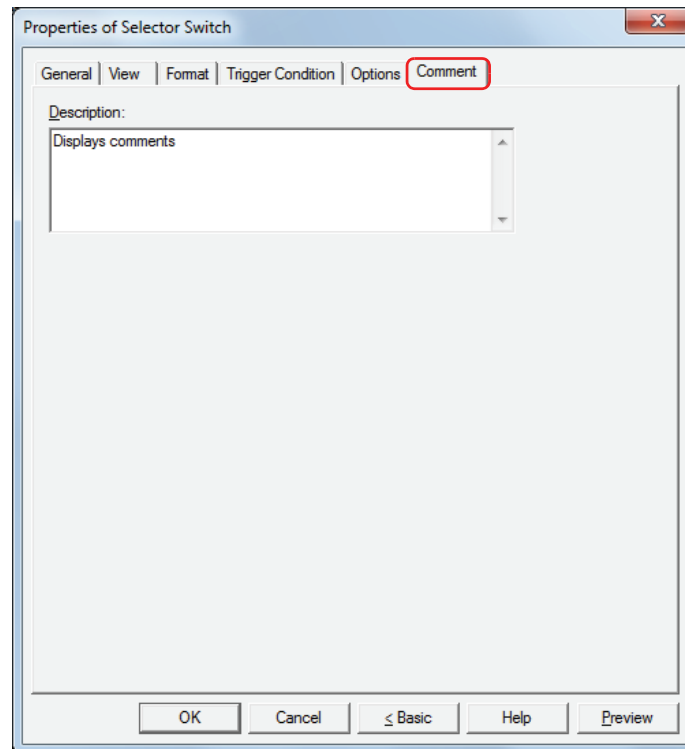 Properties of Selector Switch
General View Format Trigger Condition Options Comment
Description:
Displays comments
OK Cancel < Basic Help Preview